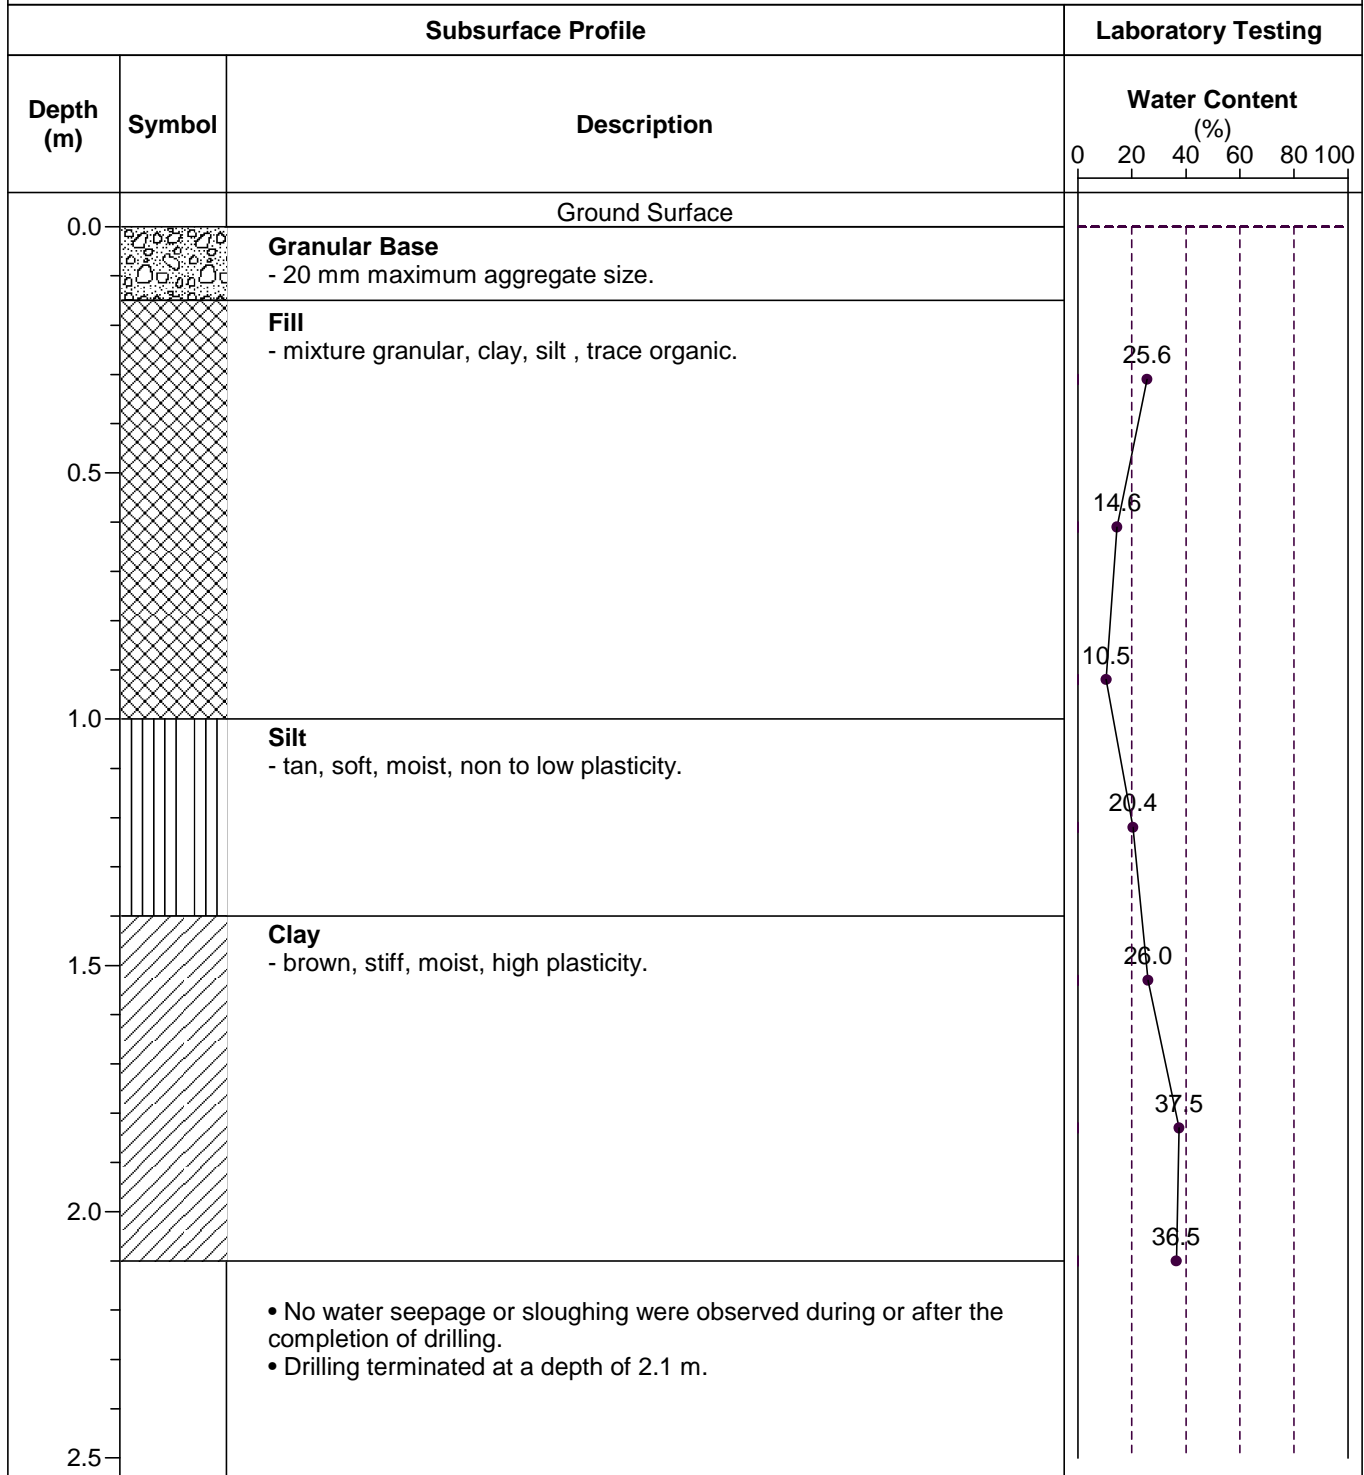 Subsurface Profile
Laboratory Testing
Depth
(m)
Symbol
Description
Water Content
(%)
0 20 40 60 80 100
Ground Surface
0.0
Granular Base
- 20 mm maximum aggregate size.
Fill
- mixture granular, clay, silt , trace organic.
25.6
0.5
14.6
10.5
1.0
Silt
- tan, soft, moist, non to low plasticity.
20.4
Clay
- brown, stiff, moist, high plasticity.
1.5
26.0
37.5
2.0
36.5
• No water seepage or sloughing were observed during or after the
completion of drilling.
• Drilling terminated at a depth of 2.1 m.
2.5